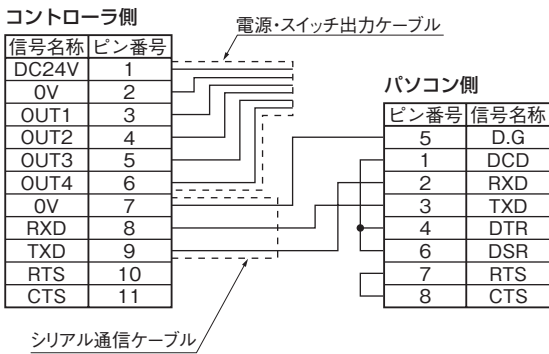 コントローラ側
電源・スイッチ出力ケーブル
信号名称 ピン番号
DC24V 1
0V 2
OUT1 3
OUT2 4
OUT3 5
OUT4 6
0V 7
RXD 8
TXD 9
RTS 10
CTS 11
パソコン側
ピン番号 信号名称
5 D.G
1 DCD
2 RXD
3 TXD
4 DTR
6 DSR
7 RTS
8 CTS
シリアル通信ケーブル